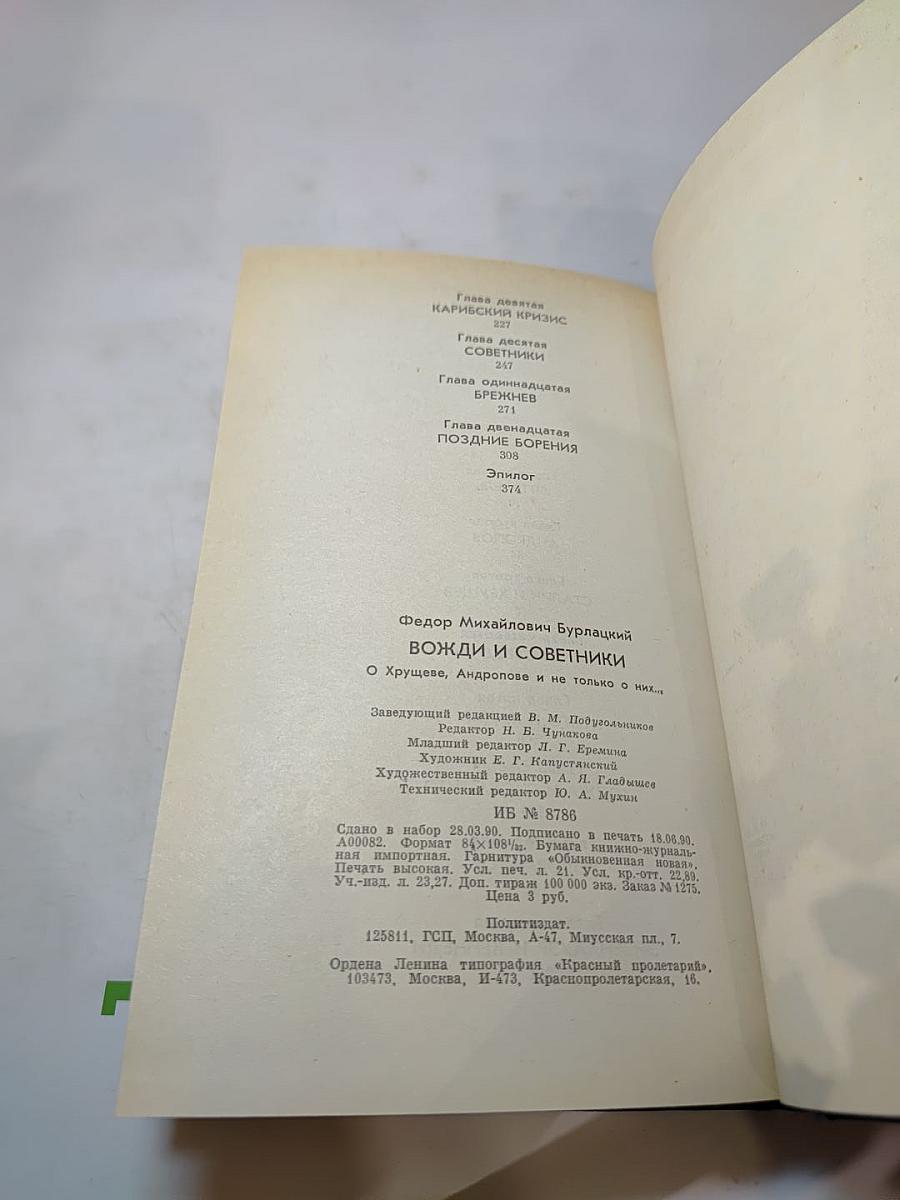 Глава девятая
КАРИБСКИЙ КРИЗИС
227
Глава десятая
СОВЕТНИКИ
247
Глава одиннадцатая
БРЕЖНЕВ
271
Глава двенадцатая
ПОЗДНИЕ БОРЕНИЯ
308
Эпилог
374
Федор Михайлович Бурлацкий
ВОЖДИ И СОВЕТНИКИ
О Хрущеве, Андропове и не только о них...
Заведующий редакцией В. М. Подугольников
Редактор Н. Б. Чунакова
Младший редактор Л. Г. Еремина
Художник Е. Г. Капустянский
Художественный редактор А. Я. Гладышев
Технический редактор Ю. А. Мухин
ИБ № 8786
Сдано в набор 28.03.90. Подписано в печать 18.06.90.
А00082. Формат 84×108¹/₃₂. Бумага книжно-журналь-
ная импортная. Гарнитура «Обыкновенная новая».
Печать высокая. Усл. печ. л. 21. Усл. кр.-отт. 22,89.
Уч.-изд. л. 23,27. Доп. тираж 100 000 экз. Заказ № 1275.
Цена 3 руб.
Политиздат.
125811, ГСП, Москва, А-47, Миусская пл., 7.
Ордена Ленина типография «Красный пролетарий».
103473, Москва, И-473, Краснопролетарская, 16.